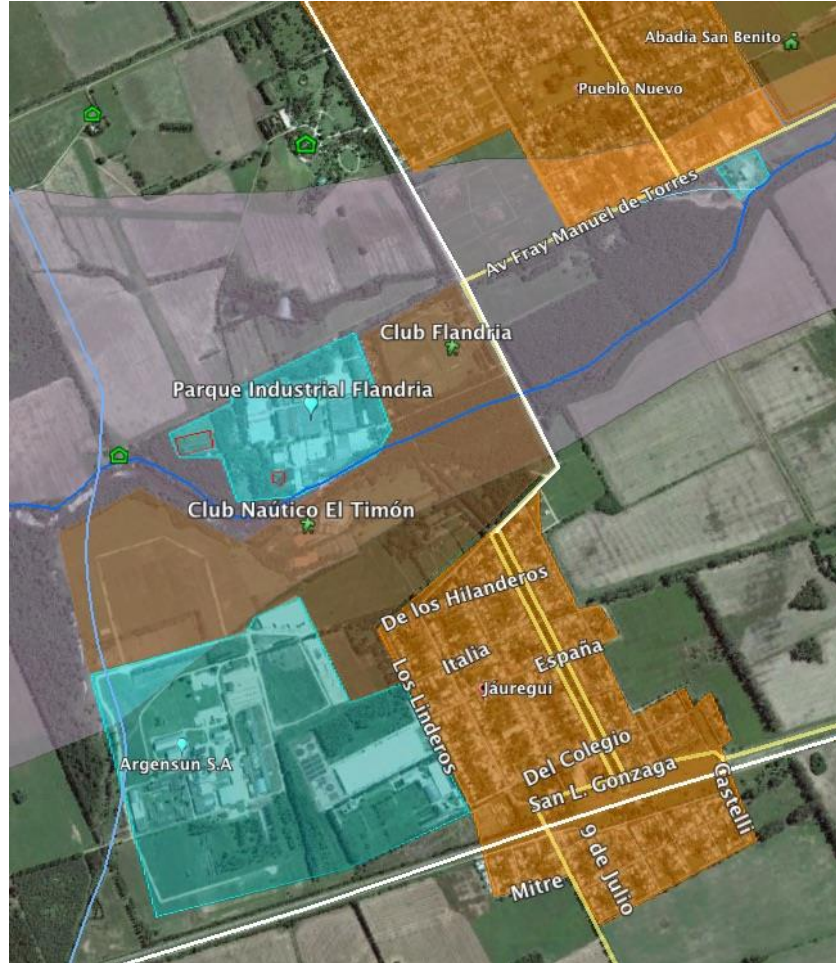 Abadia San Benito
Pueblo Nuevo
Av Fray Manuel de Torres
Club Flandria
Parque Industrial Flandria
Club Naútico El Timón
De los Hilanderos
Italia
España
Los Linderos
Jáuregui
Argensun S.A
Del Colegio
San L. Gonzaga
Castelli
9 de Julio
Mitre